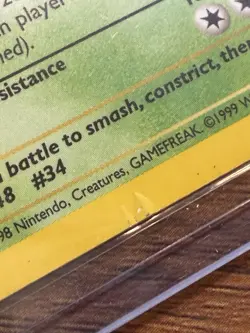 n player
ned).
sistance
battle to smash, constrict, the
48 #34
98 Nintendo, Creatures, GAMEFREAK. ©1999